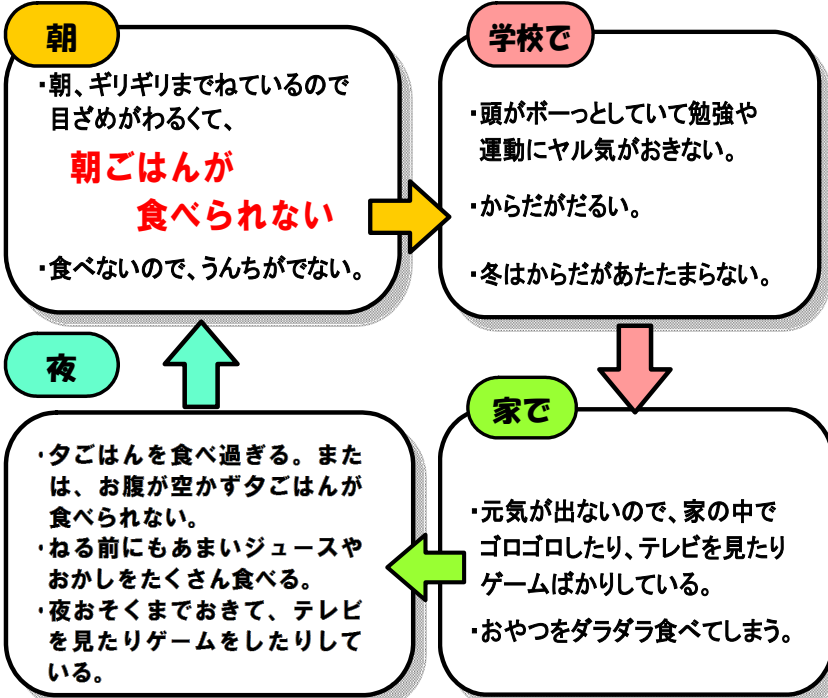 朝
・朝、ギリギリまでねているので
目ざめがわるくて、
朝ごはんが
食べられない
・食べないので、うんちがでない。
学校で
・頭がボーっとしていて勉強や
運動にヤル気がおきない。
・からだがだるい。
・冬はからだがあたたまらない。
家で
・元気が出ないので、家の中で
ゴロゴロしたり、テレビを見たり
ゲームばかりしている。
・おやつをダラダラ食べてしまう。
夜
・夕ごはんを食べ過ぎる。また
は、お腹が空かず夕ごはんが
食べられない。
・ねる前にもあまいジュースや
おかしをたくさん食べる。
・夜おそくまでおきて、テレビ
を見たりゲームをしたりして
いる。